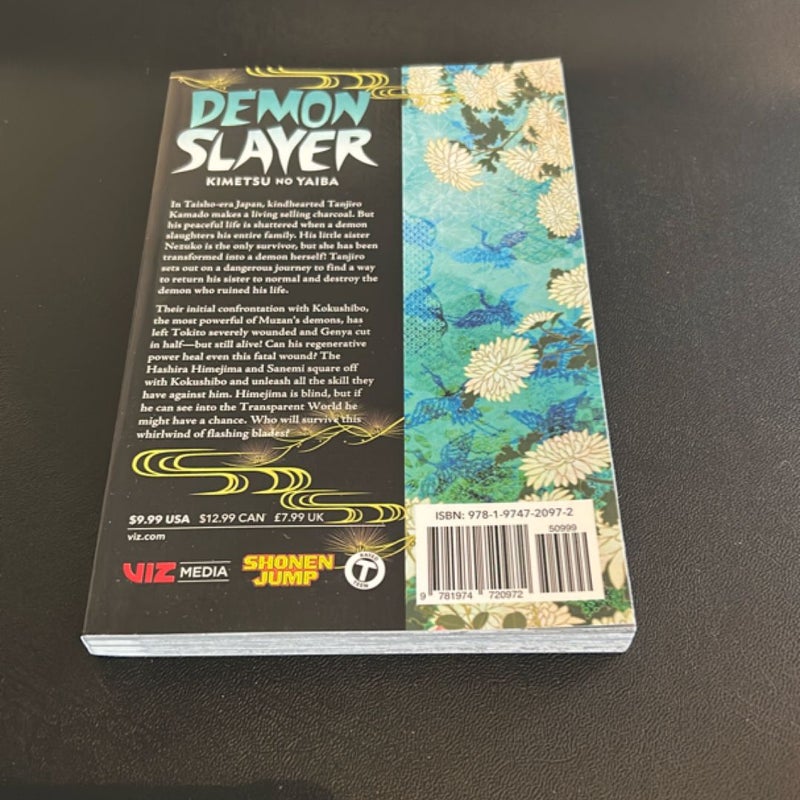 DEMON
SLAYER
KIMETSU NO YAIBA
In Taisho-era Japan, kindhearted Tanjiro
Kamado makes a living selling charcoal. But
his peaceful life is shattered when a demon
slaughters his entire family. His little sister
Nezuko is the only survivor, but she has been
transformed into a demon herself! Tanjiro
sets out on a dangerous journey to find a way
to return his sister to normal and destroy the
demon who ruined his life.
Their initial confrontation with Kokushibo,
the most powerful of Muzan's demons, has
left Tokito severely wounded and Genya cut
in half—but still alive! Can his regenerative
power heal even this fatal wound? The
Hashira Himejima and Sanemi square off
with Kokushibo and unleash all the skill they
have against him. Himejima is blind, but if
he can see into the Transparent World he
might have a chance. Who will survive this
whirlwind of flashing blades?
$9.99 USA $12.99 CAN £7.99 UK
viz.com
VIZ MEDIA
SHONEN
JUMP
RATED
T
TEEN
ISBN: 978-1-9747-2097-2
50999
9 781974 720972